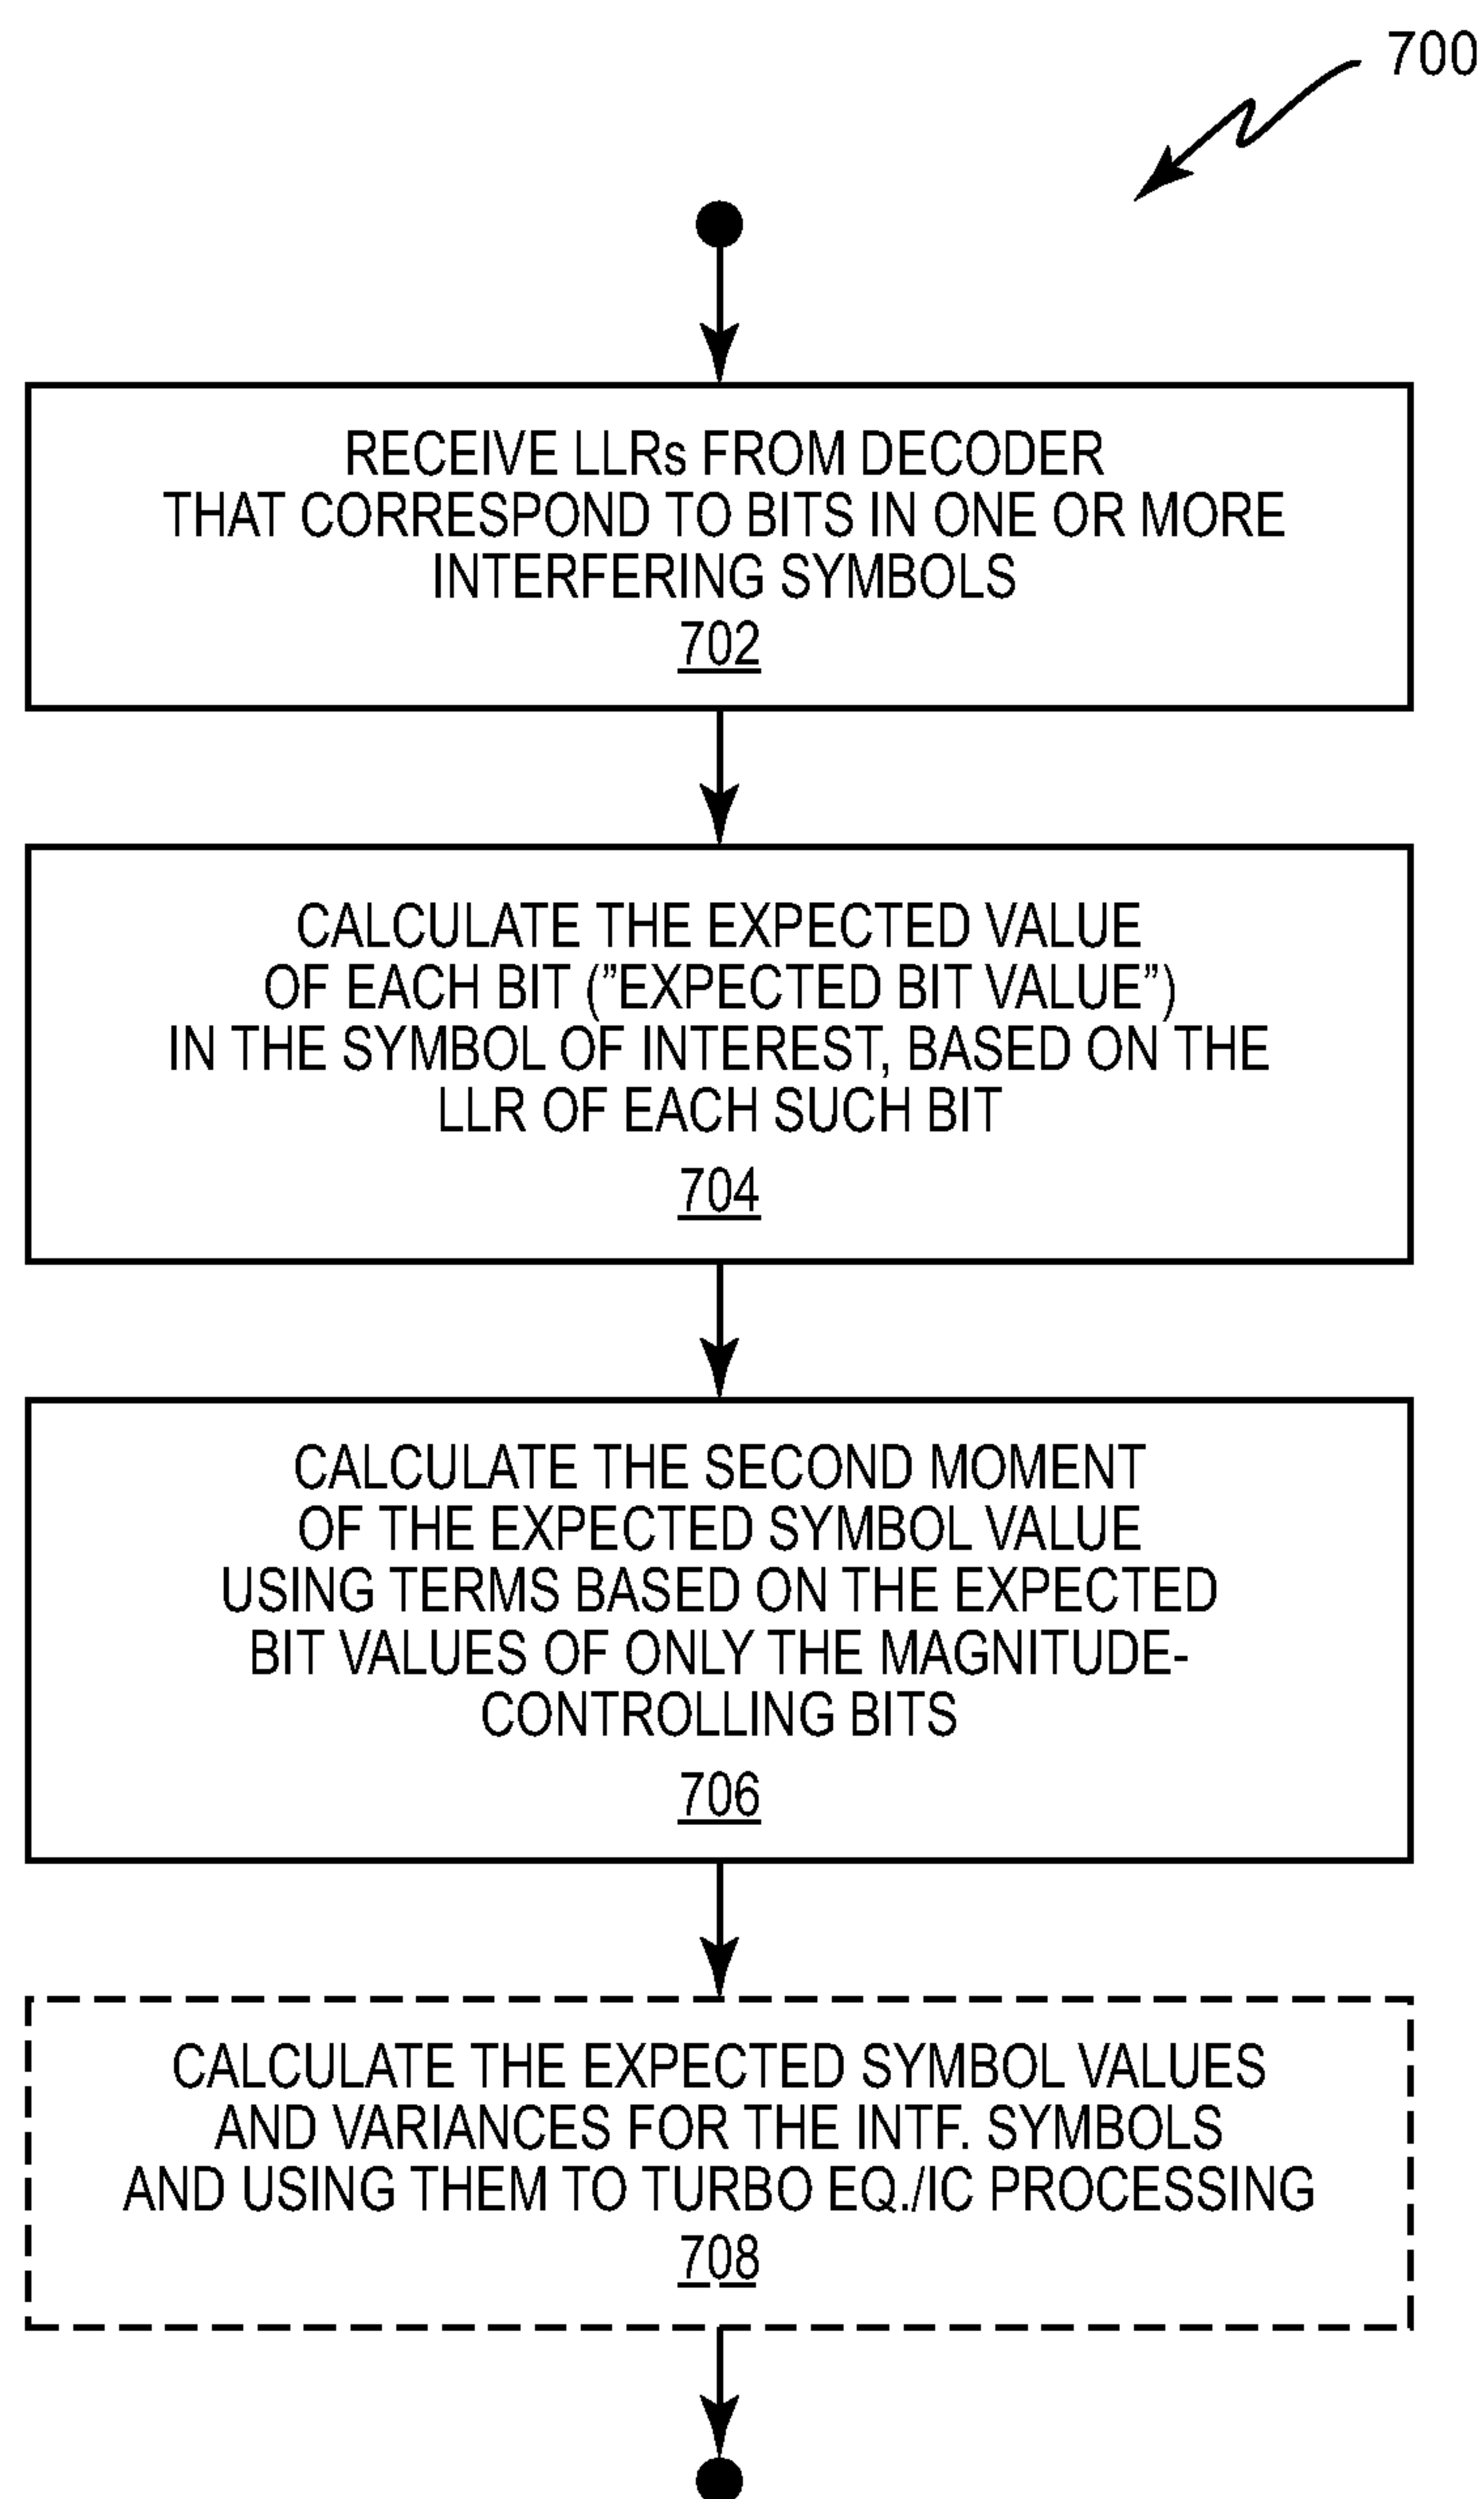 700
RECEIVE LLRs FROM DECODER
THAT CORRESPOND TO BITS IN ONE OR MORE
INTERFERING SYMBOLS
702
CALCULATE THE EXPECTED VALUE
OF EACH BIT ("EXPECTED BIT VALUE")
IN THE SYMBOL OF INTEREST, BASED ON THE
LLR OF EACH SUCH BIT
704
CALCULATE THE SECOND MOMENT
OF THE EXPECTED SYMBOL VALUE
USING TERMS BASED ON THE EXPECTED
BIT VALUES OF ONLY THE MAGNITUDE-
CONTROLLING BITS
706
CALCULATE THE EXPECTED SYMBOL VALUES
AND VARIANCES FOR THE INTF. SYMBOLS
AND USING THEM TO TURBO EQ./IC PROCESSING
708